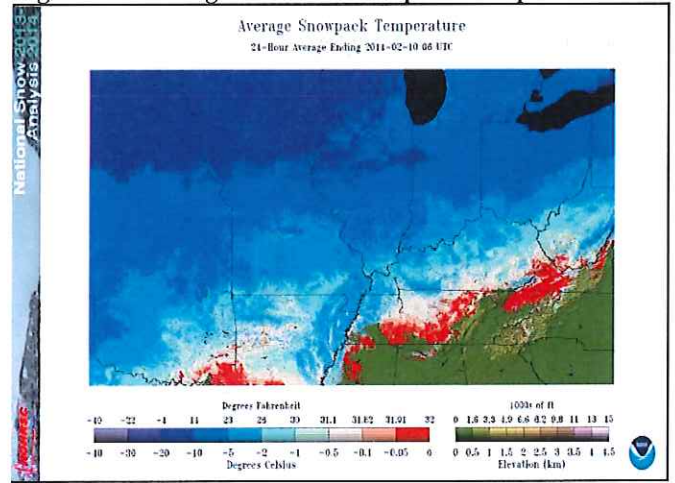 Average Snowpack Temperature
24-Hour Average Ending 2014-02-10 06 UTC
National Snow
Analysis
2013-
2014
Degrees Fahrenheit
-40 -22 -4 14 23 28 30 31.1 31.82 31.91 32
-40 -30 -20 -10 -5 -2 -1 -0.5 -0.1 -0.05 0
Degrees Celsius
1000s of ft
0 1.6 3.3 4.9 6.6 8.2 9.8 11 13 15
0 0.5 1 1.5 2 2.5 3 3.5 4 4.5
Elevation (km)